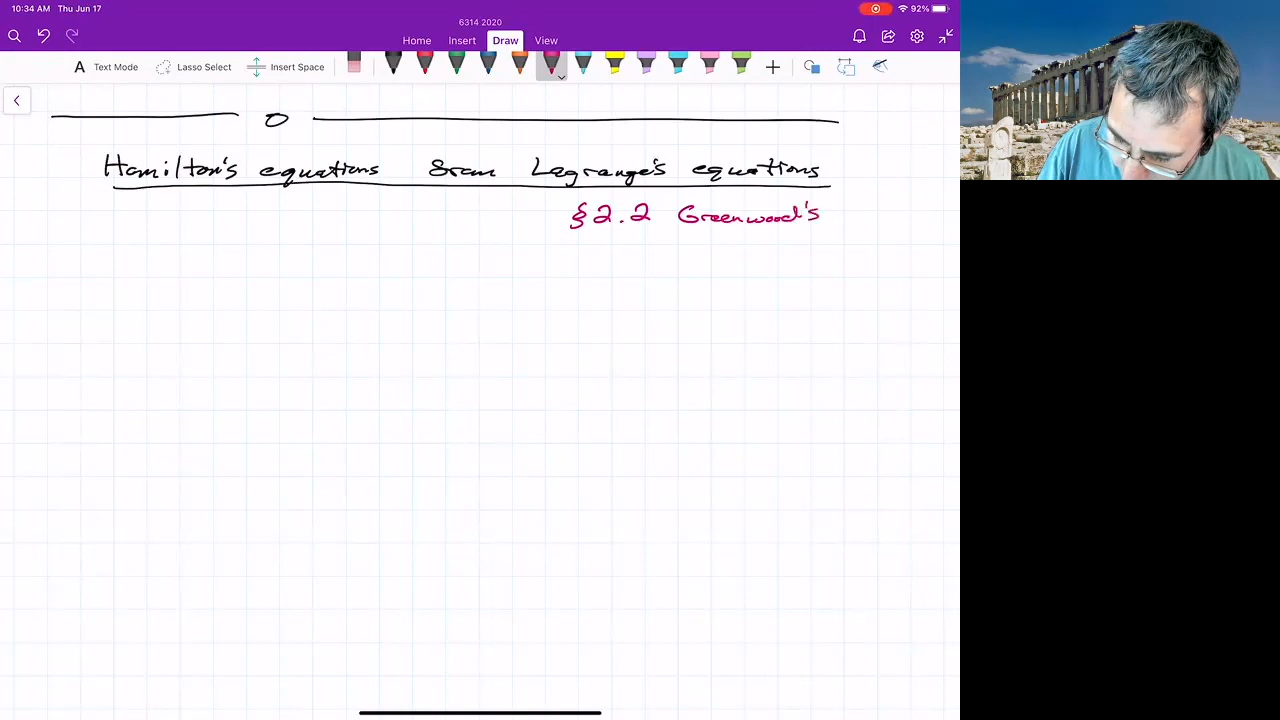 10:34 AM Thu Jun 17
92%
6314 2020
Home Insert Draw View
Text Mode Lasso Select Insert Space
Hamilton's equations from Lagrange's equations
§2.2 Greenwood's